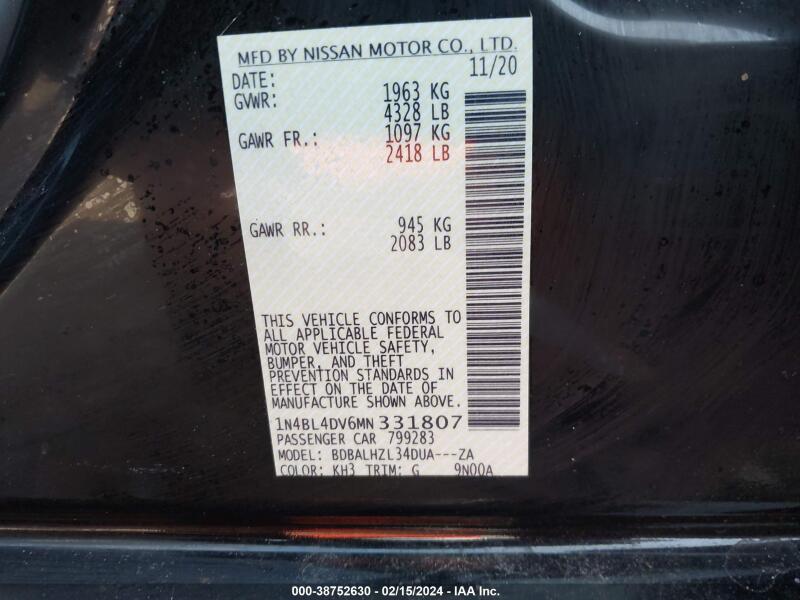 MFD BY NISSAN MOTOR CO., LTD.
DATE: 11/20
GVWR: 1963 KG
4328 LB
GAWR FR.: 1097 KG
2418 LB
GAWR RR.: 945 KG
2083 LB
THIS VEHICLE CONFORMS TO
ALL APPLICABLE FEDERAL
MOTOR VEHICLE SAFETY,
BUMPER, AND THEFT
PREVENTION STANDARDS IN
EFFECT ON THE DATE OF
MANUFACTURE SHOWN ABOVE.
1N4BL4DV6MN 331807
PASSENGER CAR 799283
MODEL: BDBALHZL34DUA---ZA
COLOR: KH3 TRIM: G 9N00A
000-38752630 - 02/15/2024 - IAA Inc.